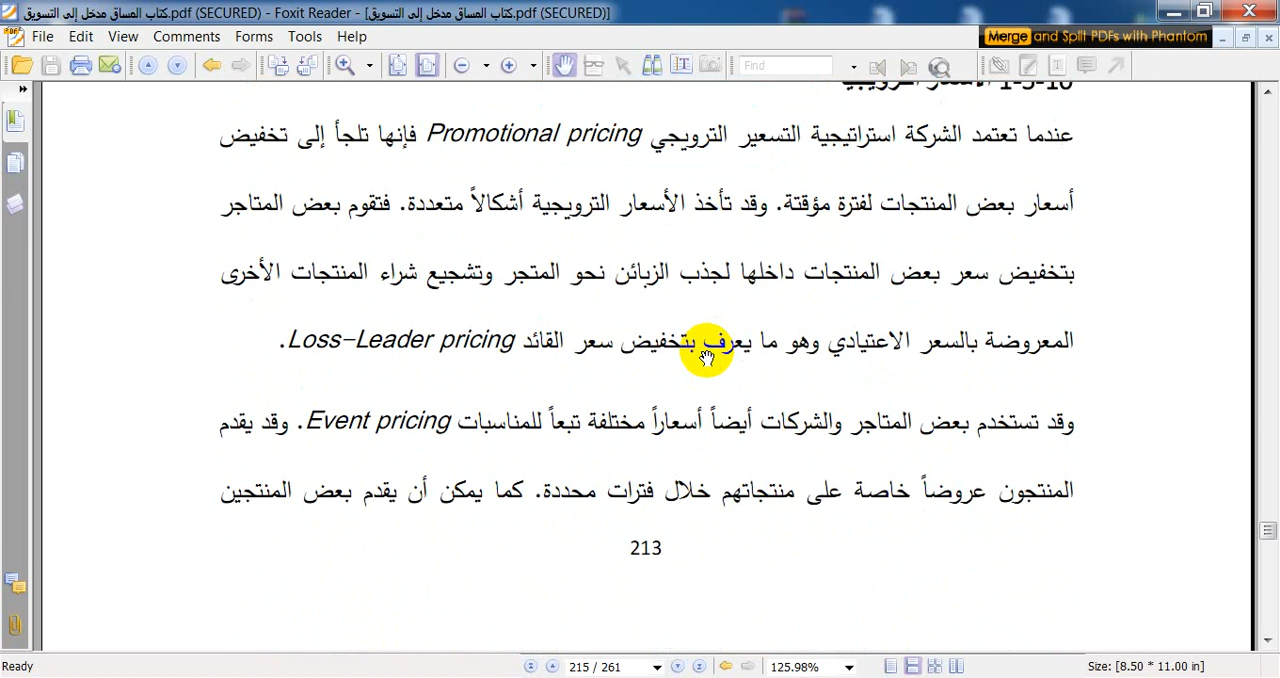 كتاب المساق مدخل إلى التسويق.pdf (SECURED) - Foxit Reader - [كتاب المساق مدخل إلى التسويق.pdf (SECURED)]
File Edit View Comments Forms Tools Help
Merge and Split PDFs with Phantom
Find
عندما تعتمد الشركة استراتيجية التسعير الترويجي Promotional pricing فإنها تلجأ إلى تخفيض
أسعار بعض المنتجات لفترة مؤقتة. وقد تأخذ الأسعار الترويجية أشكالاً متعددة. فتقوم بعض المتاجر
بتخفيض سعر بعض المنتجات داخلها لجذب الزبائن نحو المتجر وتشجيع شراء المنتجات الأخرى
المعروضة بالسعر الاعتيادي وهو ما يعرف بتخفيض سعر القائد Loss-Leader pricing.
وقد تستخدم بعض المتاجر والشركات أيضاً أسعاراً مختلفة تبعاً للمناسبات Event pricing. وقد يقدم
المنتجون عروضاً خاصة على منتجاتهم خلال فترات محددة. كما يمكن أن يقدم بعض المنتجين
213
Ready
215 / 261
125.98%
Size: [8.50 * 11.00 in]